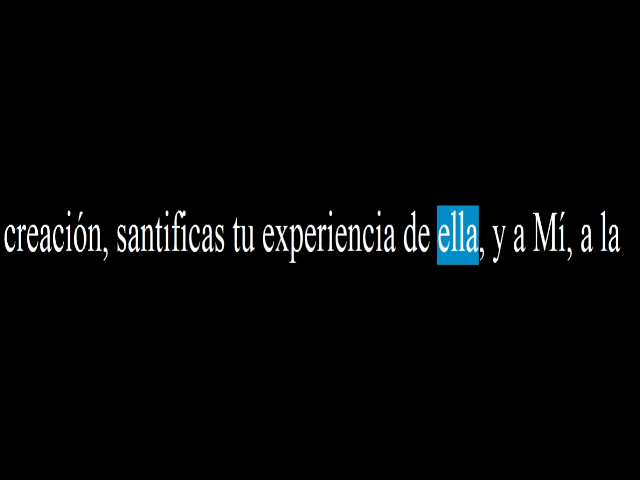 creación, santificas tu experiencia de ella, y a Mí, a la